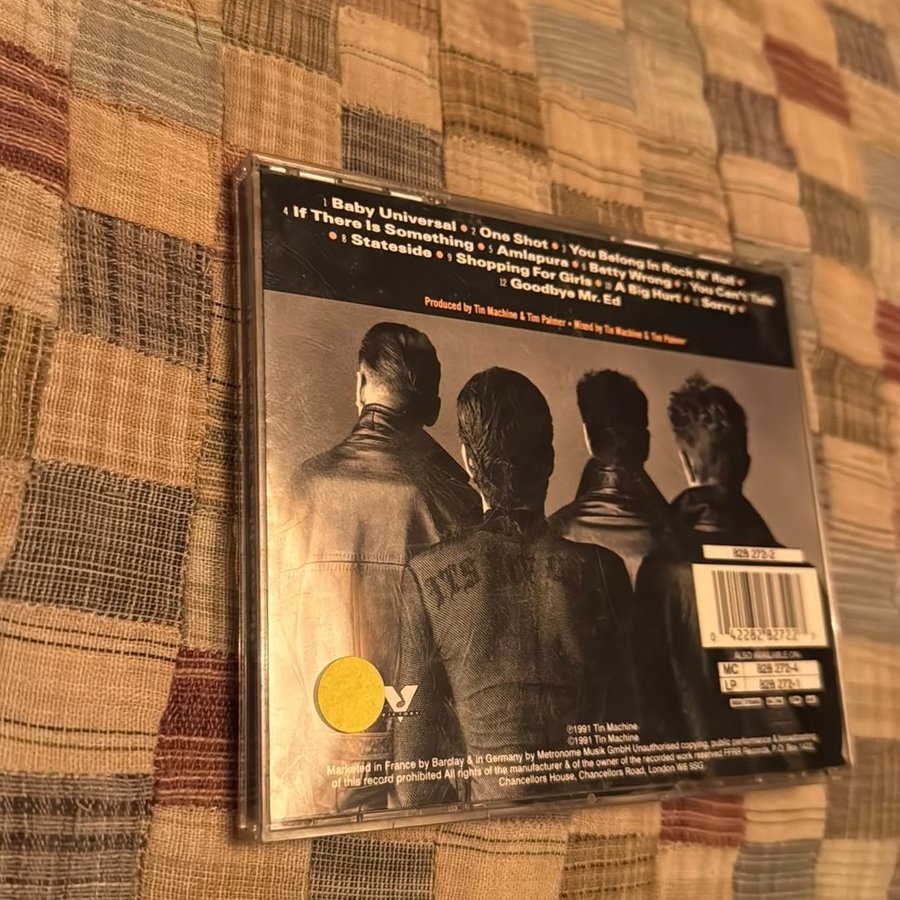 1 Baby Universal • 2 One Shot • 3 You Belong In Rock N' Roll •
4 If There Is Something • 5 Amlapura • 6 Betty Wrong • 7 You Can't Talk
• 8 Stateside • 9 Shopping For Girls • A Big Hurt • Sorry •
12 Goodbye Mr. Ed
Produced by Tin Machine & Tim Palmer • Mixed by Tin Machine & Tim Palmer
ITS
828 272-2
0 42282 82722
ALSO AVAILABLE ON:
MC 828 272-4
LP 828 272-1
℗1991 Tin Machine
©1991 Tin Machine
Marketed in France by Barclay & in Germany by Metronome Musik GmbH Unauthorised copying, public performance & broadcasting
of this record prohibited All rights of the manufacturer & of the owner of the recorded work reserved FFRR Records, P.O. Box
Chancellors House, Chancellors Road, London W6 9SG